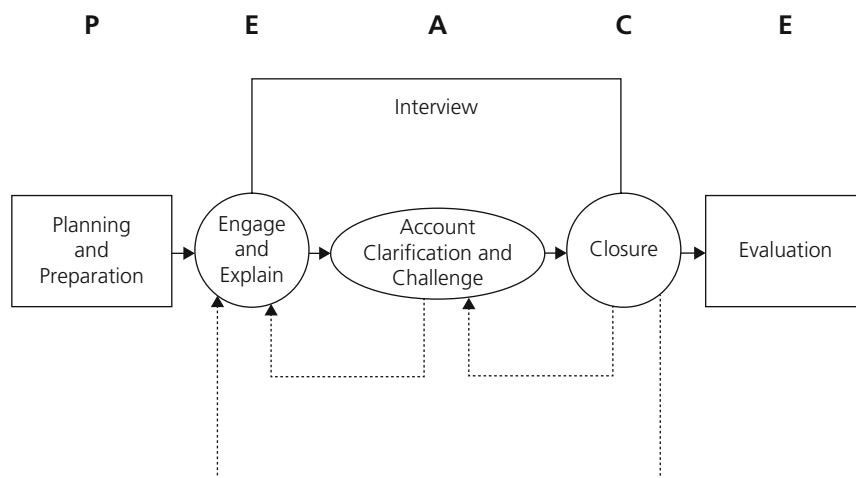 P E A C E
Interview
Planning
and
Preparation
Engage
and
Explain
Account
Clarification and
Challenge
Closure
Evaluation